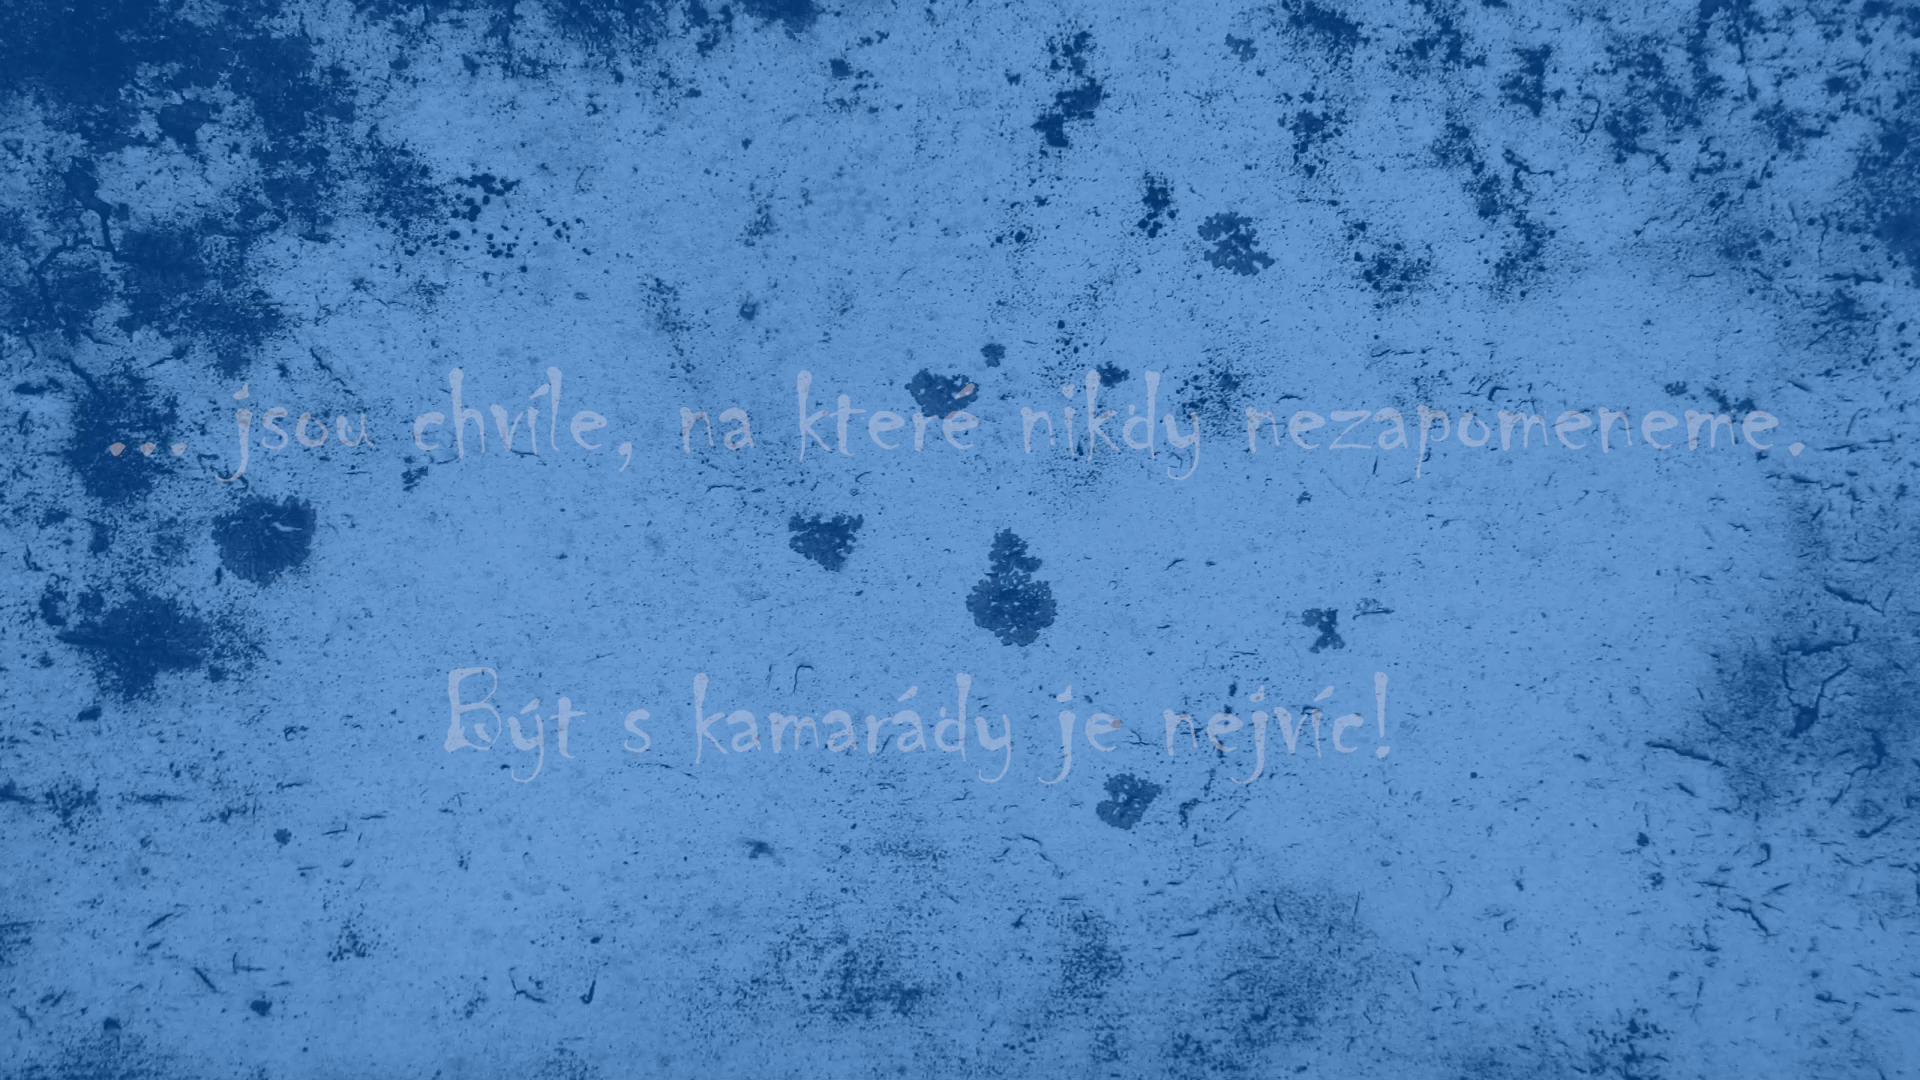 ... jsou chvíle, na které nikdy nezapomeneme.
Být s kamarády je nejvíc!